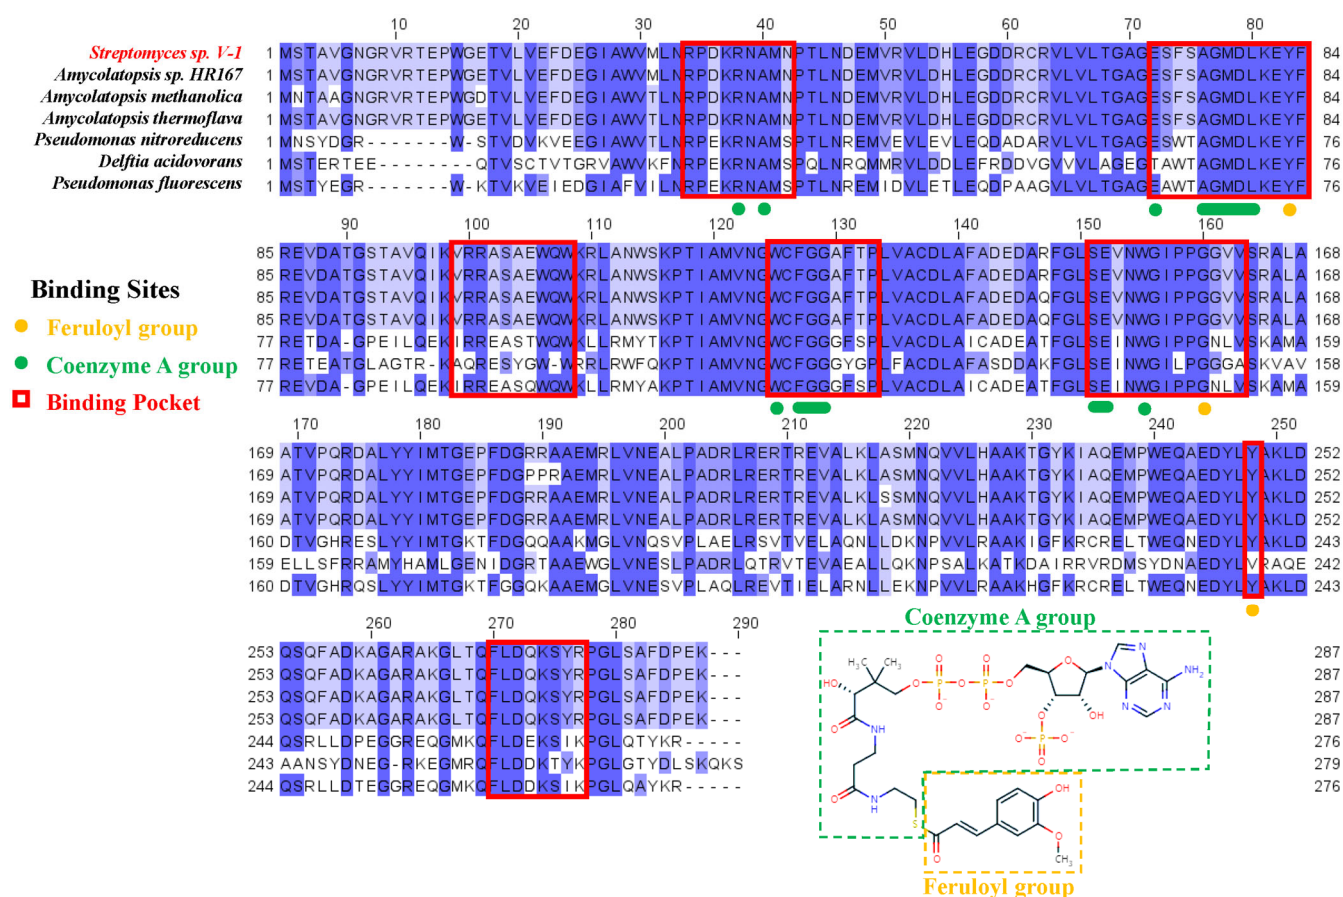 10 20 30 40 50 60 70 80
Streptomyces sp. V-1 1 MSTAVGNGRVRTEPWGETVLVEFDEGIAWVMLNRPDKRNAMNPTLNDEMVRVLDHLEGDDRCRVLVLTGAGESFSAGMDLKEYF 84
Amycolatopsis sp. HR167 1 MSTAVGNGRVRTEPWGETVLVEFDEGIAWVMLNRPDKRNAMNPTLNDEMVRVLDHLEGDDRCRVLVLTGAGESFSAGMDLKEYF 84
Amycolatopsis methanolica 1 MNTAAGNGRVRTEPWGDTVLVEFDEGIAWVTLNRPDKRNAMNPTLNDEMVRVLDHLEGDDRCRVLVLTGAGESFSAGMDLKEYF 84
Amycolatopsis thermoflava 1 MSTAVGNGRVRTEPWGETVLVEFDEGIAWVTLNRPDKRNAMNPTLNDEMVRVLDHLEGDDRCRVLVLTGAGESFSAGMDLKEYF 84
Pseudomonas nitroreducens 1 MNSYDGR-------W-STVDVKVEEGIAWVTLNRPEKRNAMSPTLNREMVEVLEVLEQDADARVLVLTGAGESWTAGMDLKEYF 76
Delftia acidovorans 1 MSTERTEE--------QTVSCTVTGRVAWVKFNRPEKRNAMSPQLNRQMMRVLDDLEFRDDVGVVVLAGEGTAWTAGMDLKEYF 76
Pseudomonas fluorescens 1 MSTYEGR-------W-KTVKVEIEDGIAFVILNRPEKRNAMSPTLNREMIDVLETLEQDPAAGVLVLTGAGEAWTAGMDLKEYF 76
90 100 110 120 130 140 150 160
85 REVDATGSTAVQIKVRRASAEWQWKRLANWSKPTIAMVNGWCFGGAFTPLVACDLAFADEDARFGLSEVNWGIPPGGVVSRALA 168
85 REVDATGSTAVQIKVRRASAEWQWKRLANWSKPTIAMVNGWCFGGAFTPLVACDLAFADEDARFGLSEVNWGIPPGGVVSRALA 168
85 REVDATGSTAVQIKVRRASAEWQWKRLANWSKPTIAMVNGWCFGGAFTPLVACDLAFADEDAQFGLSEVNWGIPPGGVVSRALA 168
85 REVDATGSTAVQIKVRRASAEWQWKRLANWSKPTIAMVNGWCFGGAFTPLVACDLAFADEDAQFGLSEVNWGIPPGGVVSRALA 168
77 RETDA-GPEILQEKIRREASTWQWKLLRMYTKPTIAMVNGWCFGGGFSPLVACDLAICADEATFGLSEINWGIPPGNLVSKAMA 159
77 RETEATGLAGTR-KAQRESYGW-WRRLRWFQKPTIAMVNGWCFGGGYGPLFACDLAFASDDAKFGLSEINWGILPGGGASKVAV 158
77 REVDA-GPEILQEKIRREASQWQWKLLRMYAKPTIAMVNGWCFGGGFSPLVACDLAICADEATFGLSEINWGIPPGNLVSKAMA 159
Binding Sites
Feruloyl group
Coenzyme A group
Binding Pocket
170 180 190 200 210 220 230 240 250
169 ATVPQRDALYYIMTGEPFDGRRAAEMRLVNEALPADRLRERTREVALKLASMNQVVLHAAKTGYKIAQEMPWEQAEDYLYAKLD 252
169 ATVPQRDALYYIMTGEPFDGPPRAEMRLVNEALPADRLRERTREVALKLASMNQVVLHAAKTGYKIAQEMPWEQAEDYLYAKLD 252
169 ATVPQRDALYYIMTGEPFDGRRAAEMRLVNEALPADRLRERTREVALKLSSMNQVVLHAAKTGYKIAQEMPWEQAEDYLYAKLD 252
169 ATVPQRDALYYIMTGEPFDGRRAAEMRLVNEALPADRLRERTREVALKLASMNQVVLHAAKTGYKIAQEMPWEQAEDYLYAKLD 252
160 DTVGHRESLYYIMTGKTFDGQQAAKMGLVNQSVPLAELRSVTVELAQNLLDKNPVVLRAAKIGFKRCRELTWEQNEDYLYAKLD 243
159 ELLSFRRAMYHAMLGENIDGRTAAEWGLVNESLPADRLQTRVTEVAELLQKNPSALKATKDAIRRVRDMSYDNAEDYLVRAQE 242
160 DTVGHRQSLYYIMTGKTFGGQKAAEMGLVNESVPLAQLREVTIELARNLLEKNPVVLRAAKHGFKRCRELTWEQNEDYLYAKLD 243
260 270 280 290
253 QSQFADKAGARAKGLTQFLDQKSYRPGLSAFDPEK--- 287
253 QSQFADKAGARAKGLTQFLDQKSYRPGLSAFDPEK--- 287
253 QSQFADKAGARAKGLTQFLDQKSYRPGLSAFDPEK--- 287
253 QSQFADKAGARAKGLTQFLDQKSYRPGLSAFDPEK--- 287
244 QSRLLDPEGGREQGMKQFLDEKSIKPGLQTYKR----- 276
243 AANSYDNEG-RKEGMRQFLDDKTYKPGLGTYDLSKQKS 279
244 QSRLLDTEGGREQGMKQFLDDKSIKPGLQAYKR----- 276
Coenzyme A group
Feruloyl group